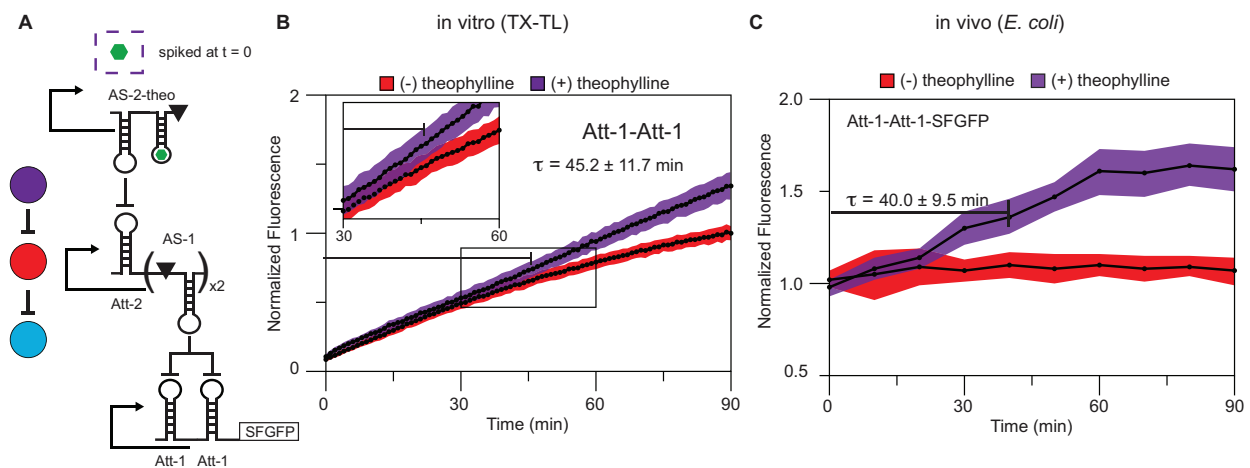 A
spiked at t = 0
AS-2-theo
AS-1
x2
Att-2
SFGFP
Att-1 Att-1
B
in vitro (TX-TL)
(-) theophylline (+) theophylline
Normalized Fluorescence
2
1
0
30 60
Att-1-Att-1
τ = 45.2 ± 11.7 min
0 30 60 90
Time (min)
C
in vivo (E. coli)
(-) theophylline (+) theophylline
Normalized Fluorescence
2.0
1.5
1.0
0.5
Att-1-Att-1-SFGFP
τ = 40.0 ± 9.5 min
0 30 60 90
Time (min)